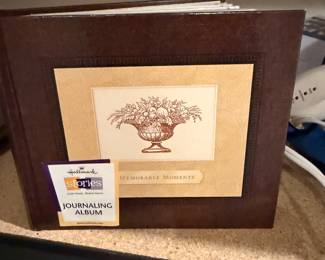 MEMORABLE MOMENTS
Hallmark
stories
JOURNALING
ALBUM